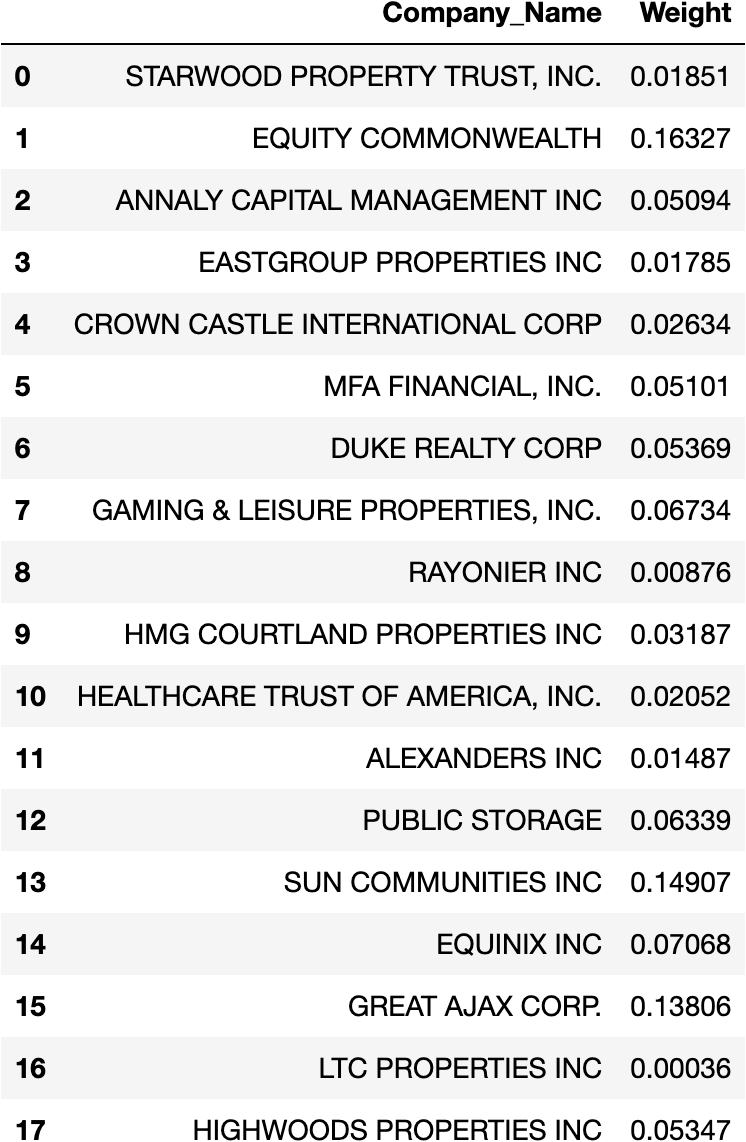 Company_Name Weight
0 STARWOOD PROPERTY TRUST, INC. 0.01851
1 EQUITY COMMONWEALTH 0.16327
2 ANNALY CAPITAL MANAGEMENT INC 0.05094
3 EASTGROUP PROPERTIES INC 0.01785
4 CROWN CASTLE INTERNATIONAL CORP 0.02634
5 MFA FINANCIAL, INC. 0.05101
6 DUKE REALTY CORP 0.05369
7 GAMING & LEISURE PROPERTIES, INC. 0.06734
8 RAYONIER INC 0.00876
9 HMG COURTLAND PROPERTIES INC 0.03187
10 HEALTHCARE TRUST OF AMERICA, INC. 0.02052
11 ALEXANDERS INC 0.01487
12 PUBLIC STORAGE 0.06339
13 SUN COMMUNITIES INC 0.14907
14 EQUINIX INC 0.07068
15 GREAT AJAX CORP. 0.13806
16 LTC PROPERTIES INC 0.00036
17 HIGHWOODS PROPERTIES INC 0.05347